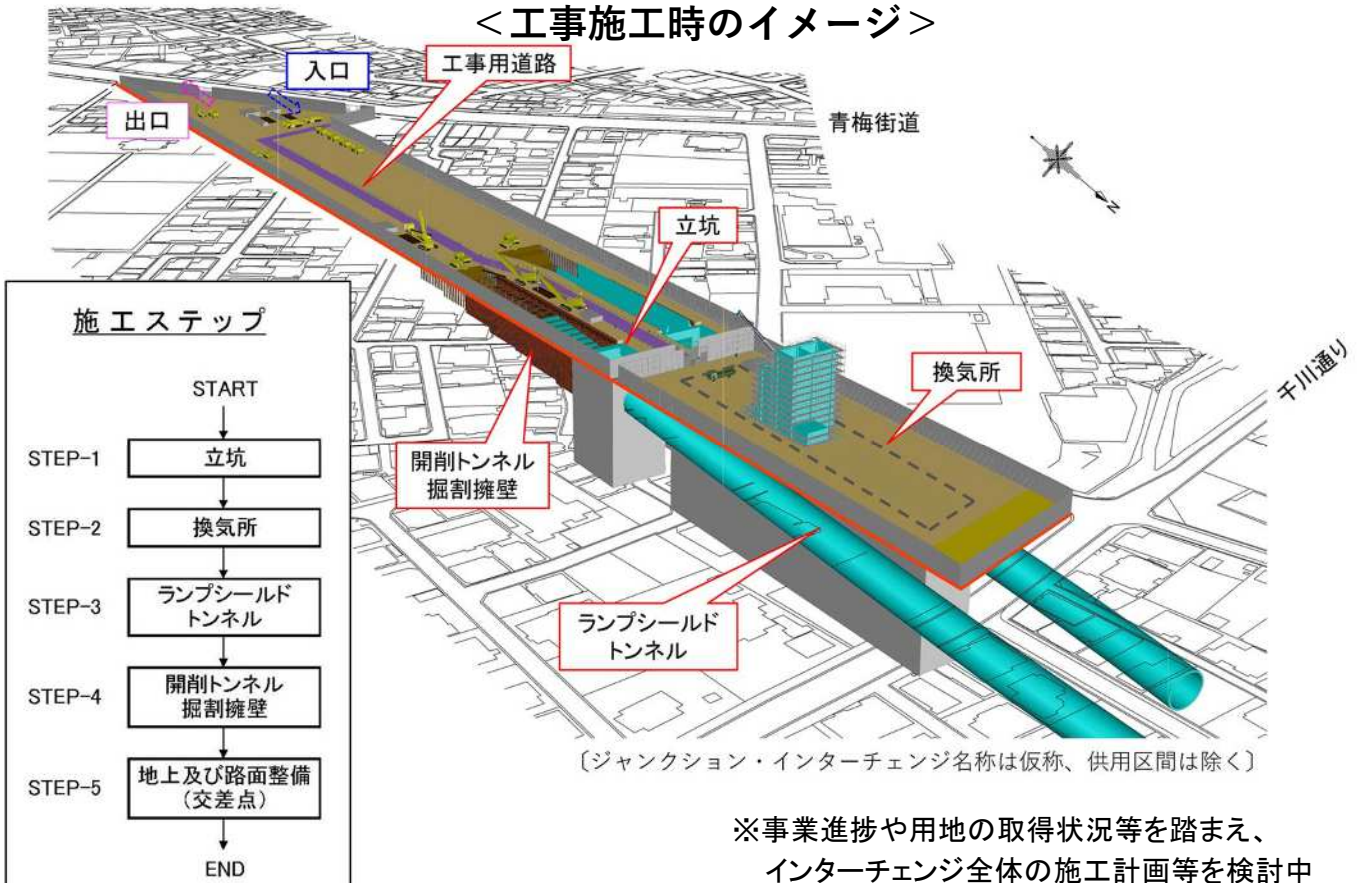 ＜工事施工時のイメージ＞
入口
工事用道路
出口
青梅街道
N
立坑
千川通り
換気所
開削トンネル
掘割擁壁
ランプシールド
トンネル
施工ステップ
START
STEP-1
立坑
STEP-2
換気所
STEP-3
ランプシールド
トンネル
STEP-4
開削トンネル
掘割擁壁
STEP-5
地上及び路面整備
（交差点）
END
〔ジャンクション・インターチェンジ名称は仮称、供用区間は除く〕
※事業進捗や用地の取得状況等を踏まえ、
インターチェンジ全体の施工計画等を検討中